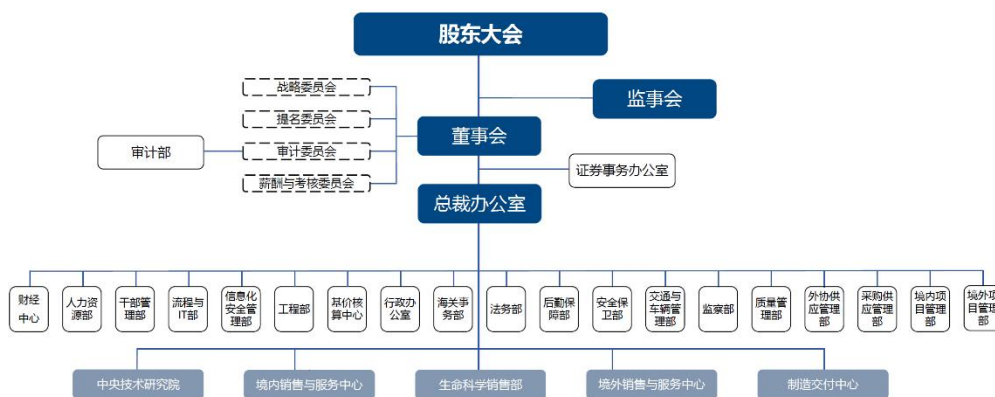 股东大会
监事会
战略委员会
提名委员会
董事会
审计部
审计委员会
证券事务办公室
薪酬与考核委员会
总裁办公室
财经
中心
人力资
源部
干部管
理部
流程与
IT部
信息化
安全管
理部
工程部
基价核
算中心
行政办
公室
海关事
务部
法务部
后勤保
障部
安全保
卫部
交通与
车辆管
理部
监察部
质量管
理部
外协供
应管理
部
采购供
应管理
部
境内项
目管理
部
境外项
目管理
部
中央技术研究院
境内销售与服务中心
生命科学销售部
境外销售与服务中心
制造交付中心